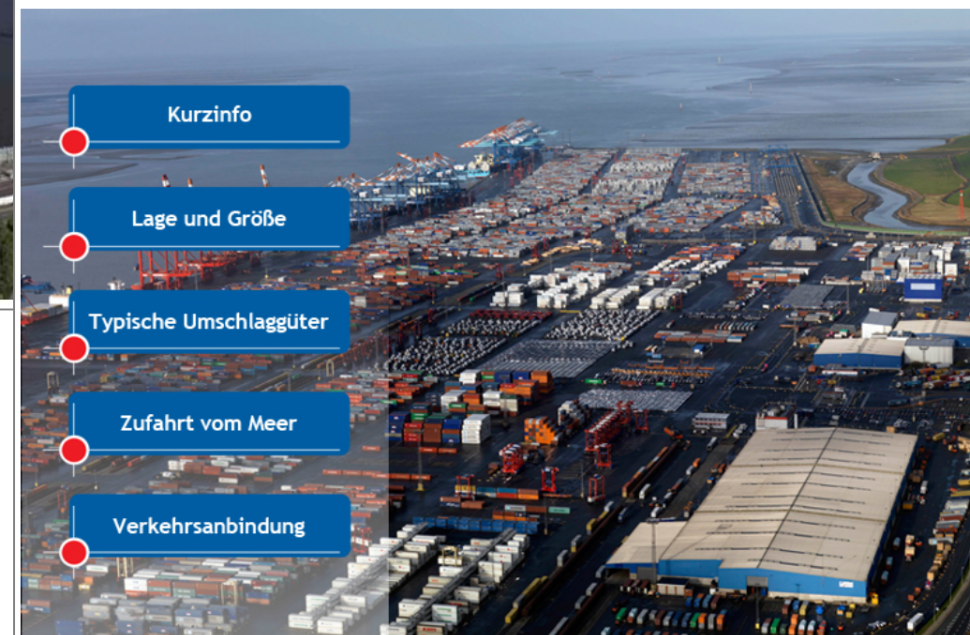 Kurzinfo
Lage und Größe
Typische Umschlaggüter
Zufahrt vom Meer
Verkehrsanbindung